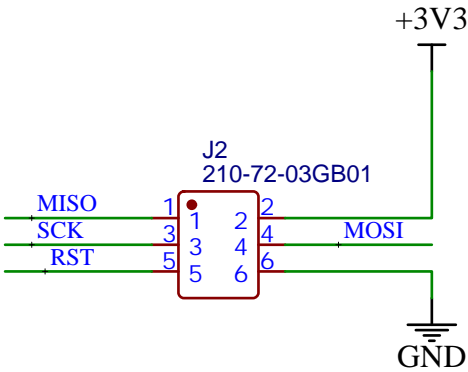 +3V3
J2
210-72-03GB01
MISO 1 1 2 2
SCK 3 3 4 4 MOSI
RST 5 5 6 6
GND